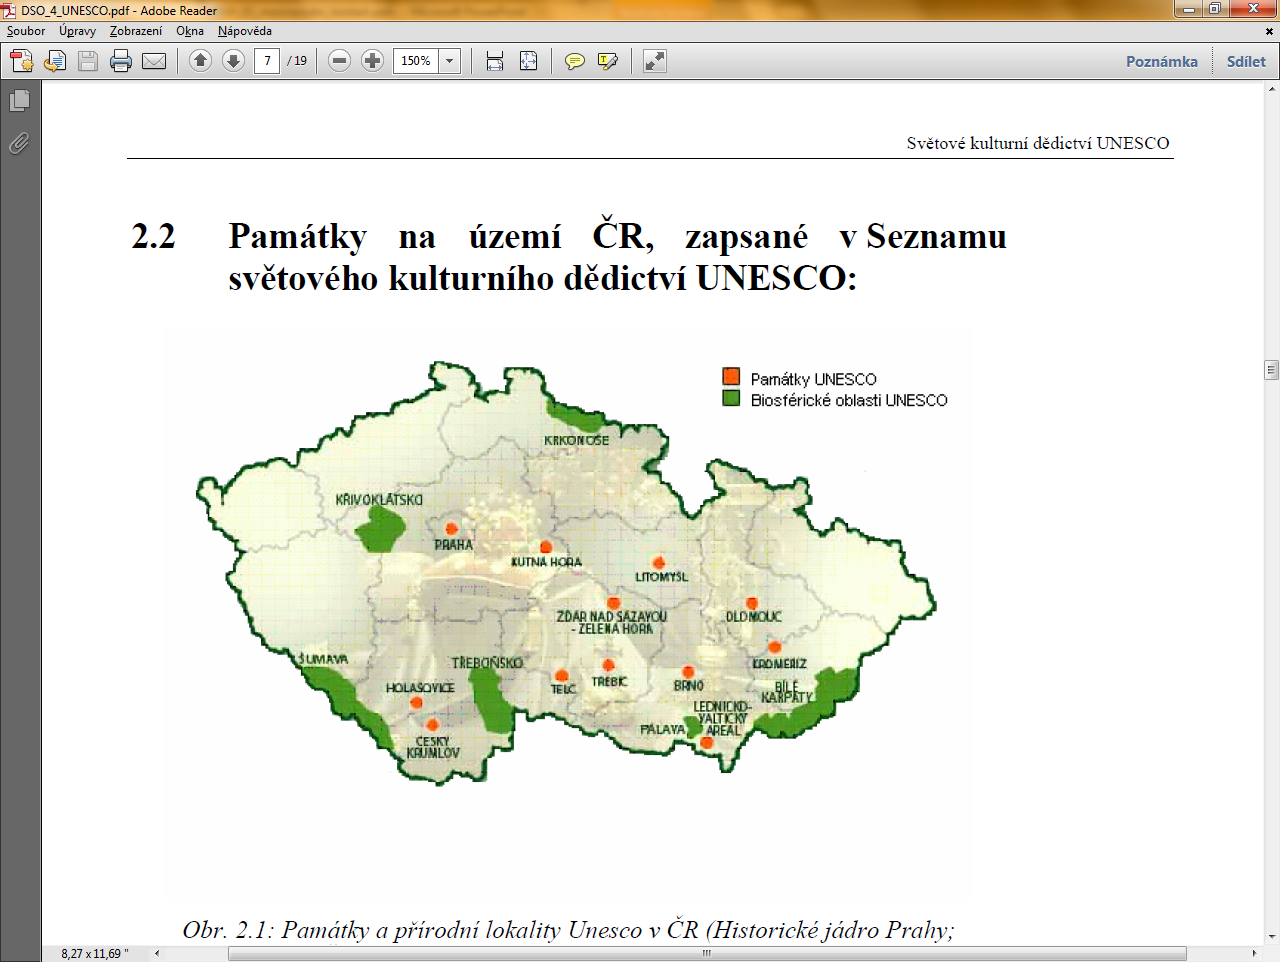 DSO_4_UNESCO.pdf - Adobe Reader
Soubor Úpravy Zobrazení Okna Nápověda
7 / 19 150% Poznámka Sdílet
Světové kulturní dědictví UNESCO
2.2 Památky na území ČR, zapsané v Seznamu
světového kulturního dědictví UNESCO:
Památky UNESCO
Biosférické oblasti UNESCO
KRKONOŠE
KŘIVOKLÁTSKO
PRAHA
KUTNÁ HORA
LITOMYŠL
ŽĎÁR NAD SÁZAVOU
- ZELENÁ HORA
OLOMOUC
KROMĚŘÍŽ
ŠUMAVA
TŘEBOŇSKO
HOLAŠOVICE
TELČ
TŘEBÍČ
BRNO
BÍLÉ
KARPATY
LEDNICKO-
VALTICKÝ
AREÁL
PÁLAVA
ČESKÝ
KRUMLOV
Obr. 2.1: Památky a přírodní lokality Unesco v ČR (Historické jádro Prahy;
8,27 x 11,69 "